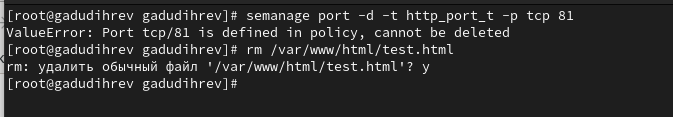 [root@gadudihrev gadudihrev]# semanage port -d -t http_port_t -p tcp 81
ValueError: Port tcp/81 is defined in policy, cannot be deleted
[root@gadudihrev gadudihrev]# rm /var/www/html/test.html
rm: удалить обычный файл '/var/www/html/test.html'? y
[root@gadudihrev gadudihrev]#